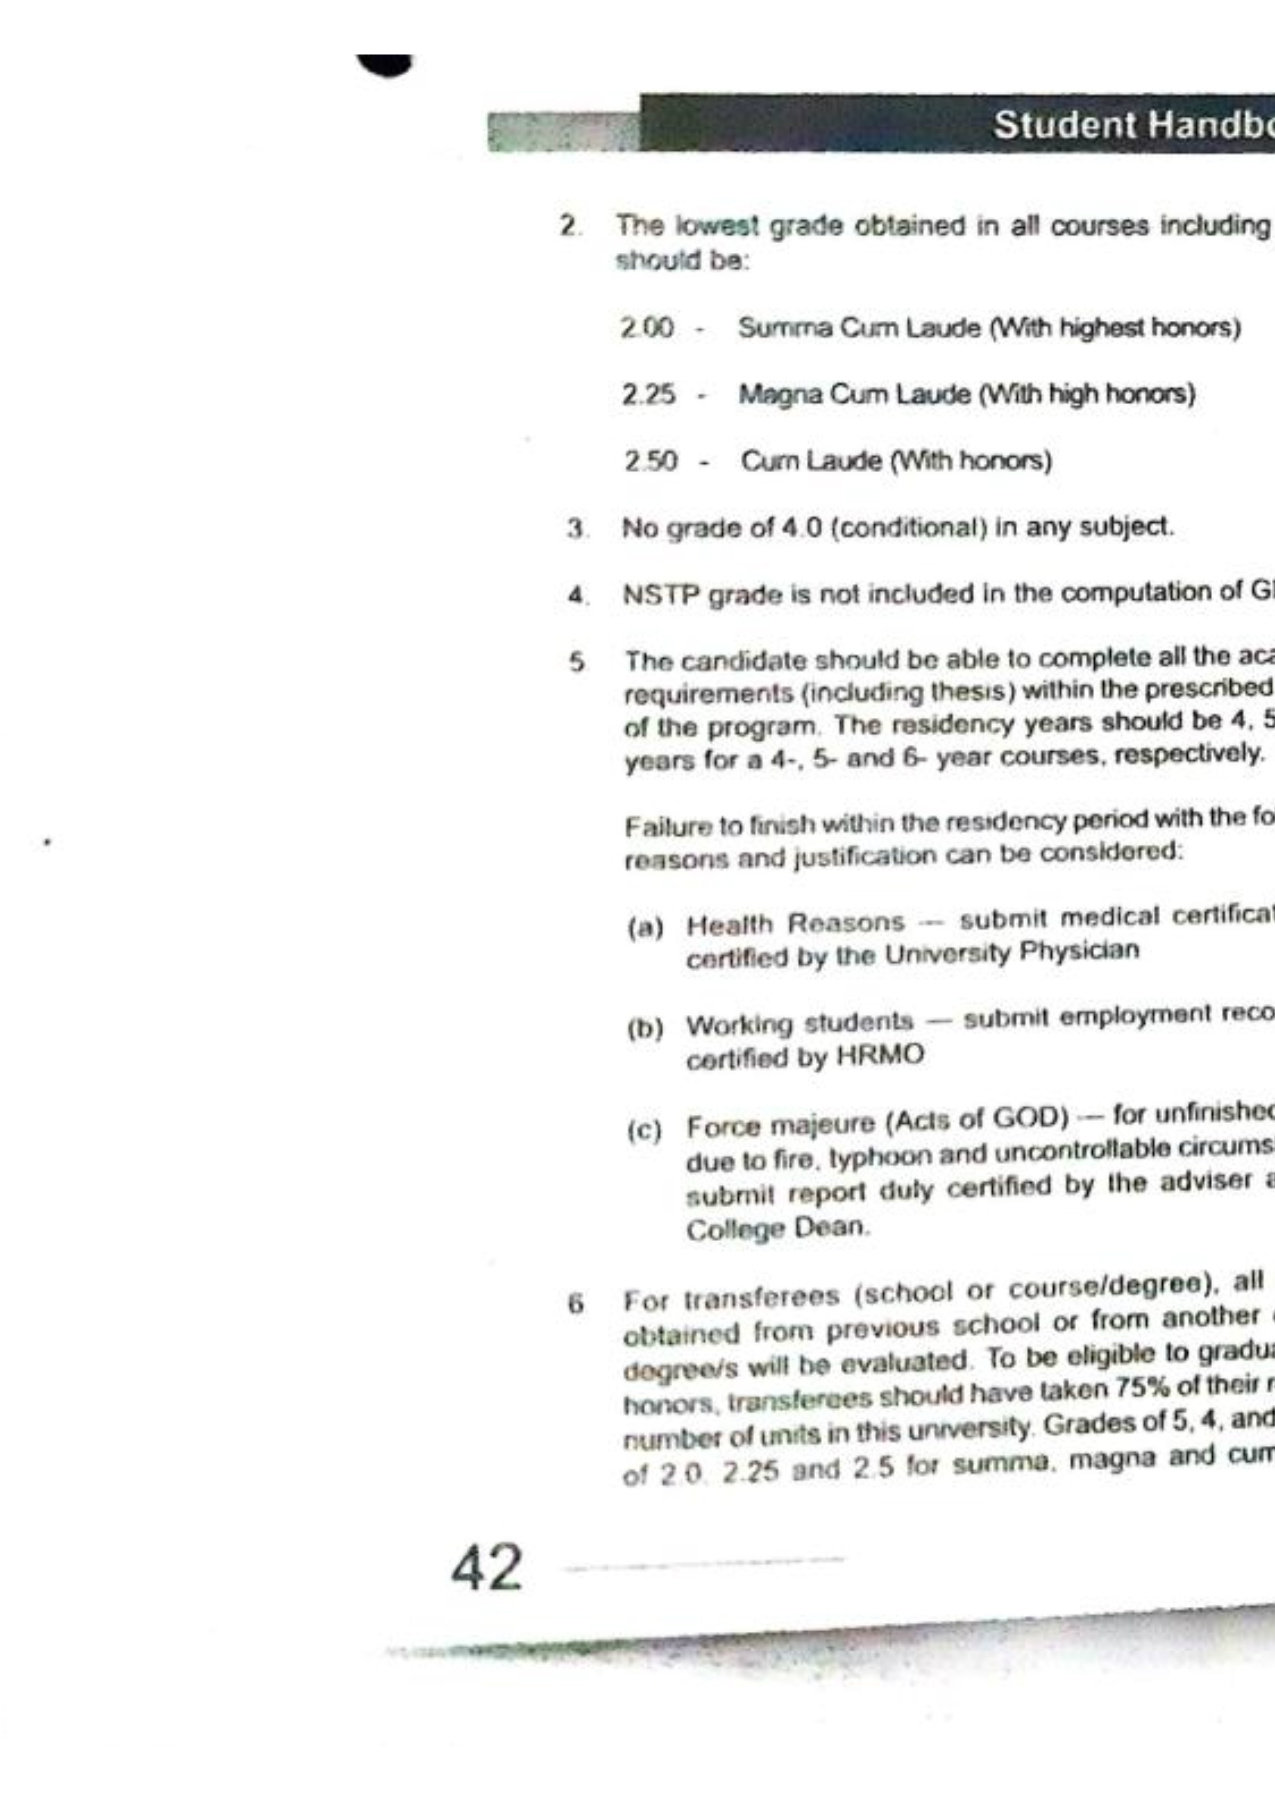 Student Handbo
2. The lowest grade obtained in all courses including
should be:
2.00 - Summa Cum Laude (With highest honors)
2.25 - Magna Cum Laude (With high honors)
2.50 - Cum Laude (With honors)
3. No grade of 4.0 (conditional) in any subject.
4. NSTP grade is not included in the computation of G
5 The candidate should be able to complete all the aca
requirements (including thesis) within the prescribed
of the program. The residency years should be 4, 5
years for a 4-, 5- and 6- year courses, respectively.
Failure to finish within the residency period with the fo
reasons and justification can be considered:
(a) Health Reasons — submit medical certificat
certified by the University Physician
(b) Working students — submit employment reco
certified by HRMO
(c) Force majeure (Acts of GOD) — for unfinished
due to fire, typhoon and uncontrollable circums
submit report duly certified by the adviser a
College Dean.
6 For transferees (school or course/degree), all
obtained from previous school or from another
degree/s will be evaluated. To be eligible to gradua
honors, transferees should have taken 75% of their r
number of units in this university. Grades of 5, 4, and
of 2.0, 2.25 and 2.5 for summa, magna and cum
42